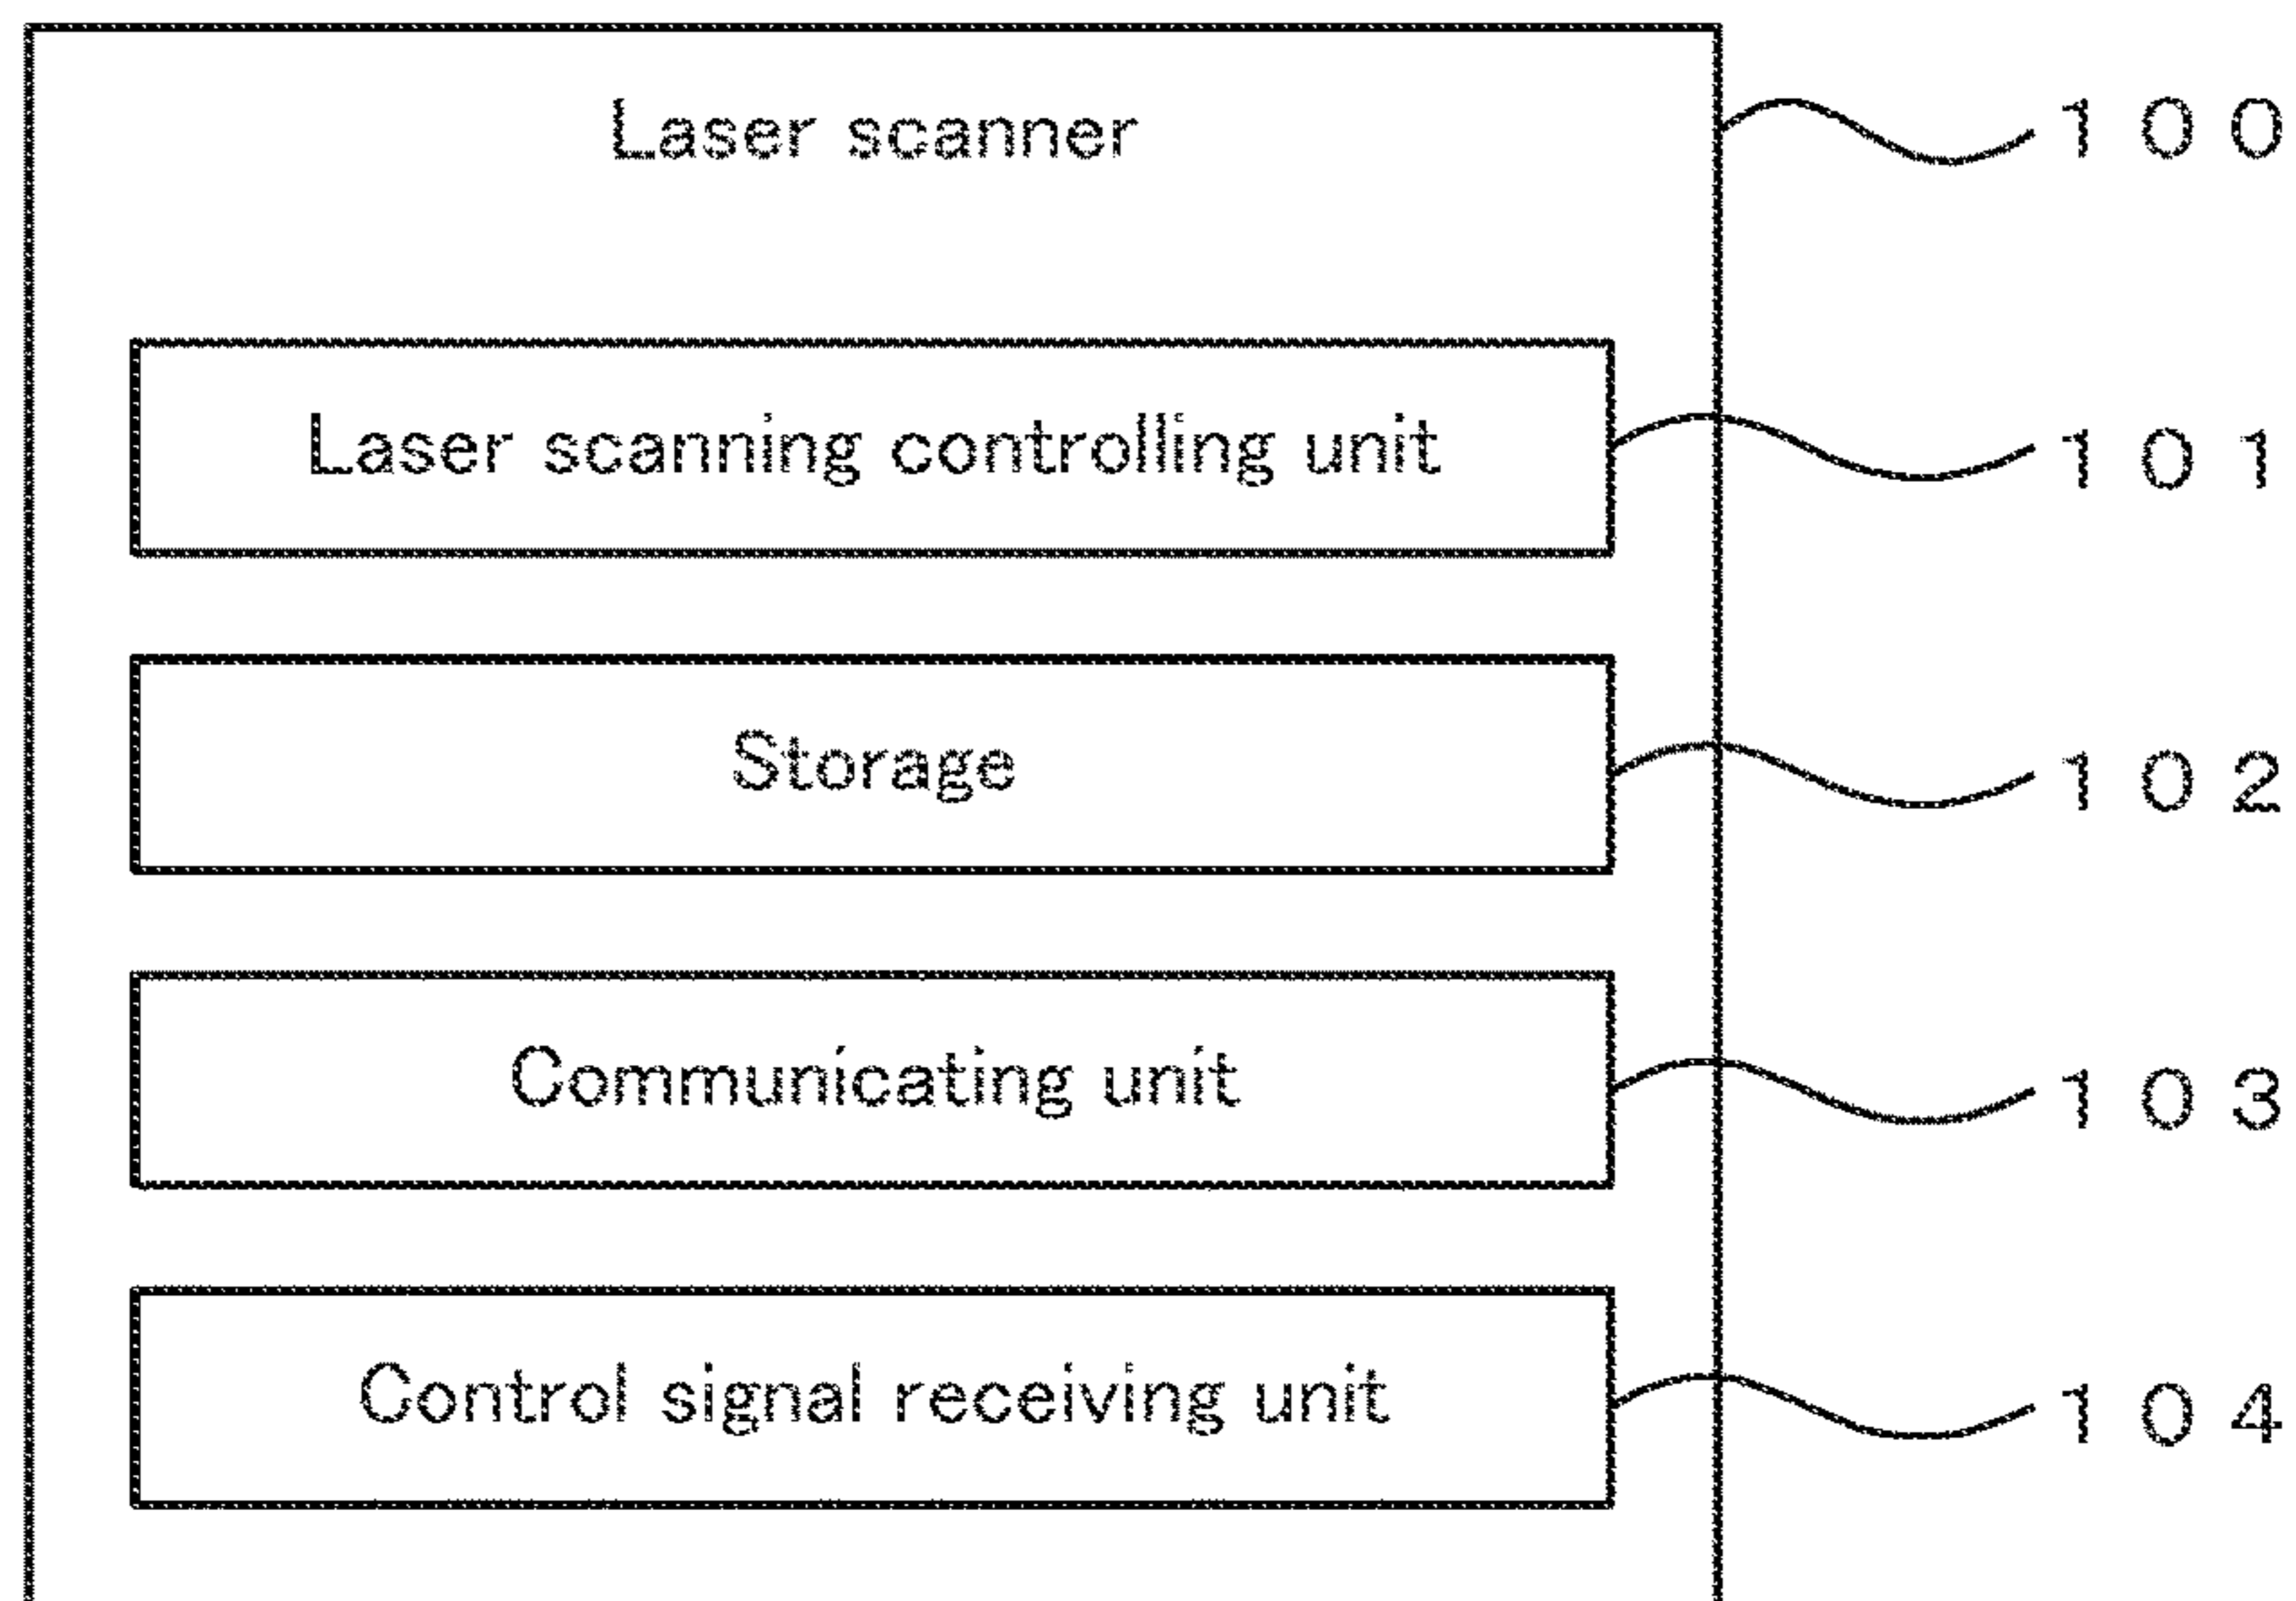 Laser scanner 100
Laser scanning controlling unit 101
Storage 102
Communicating unit 103
Control signal receiving unit 104